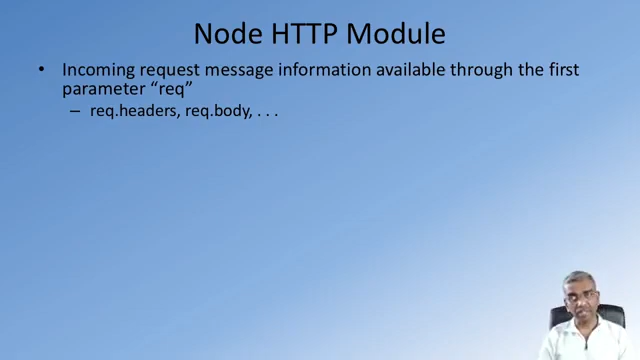 Node HTTP Module
• Incoming request message information available through the first
parameter “req”
– req.headers, req.body, . . .